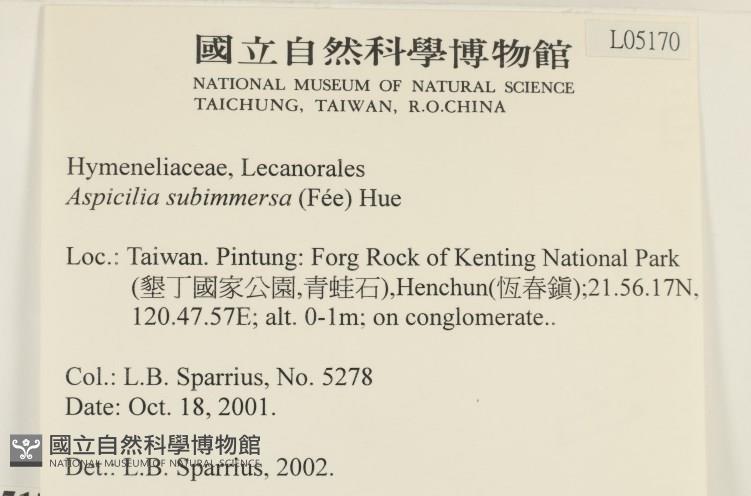 國立自然科學博物館
L05170
NATIONAL MUSEUM OF NATURAL SCIENCE
TAICHUNG, TAIWAN, R.O.CHINA
Hymeneliaceae, Lecanorales
Aspicilia subimmersa (Fée) Hue
Loc.: Taiwan. Pintung: Forg Rock of Kenting National Park
(墾丁國家公園,青蛙石),Henchun(恆春鎮);21.56.17N,
120.47.57E; alt. 0-1m; on conglomerate..
Col.: L.B. Sparrius, No. 5278
Date: Oct. 18, 2001.
國立自然科學博物館
NATIONAL MUSEUM OF NATURAL SCIENCE
Det.: L.B. Sparrius, 2002.